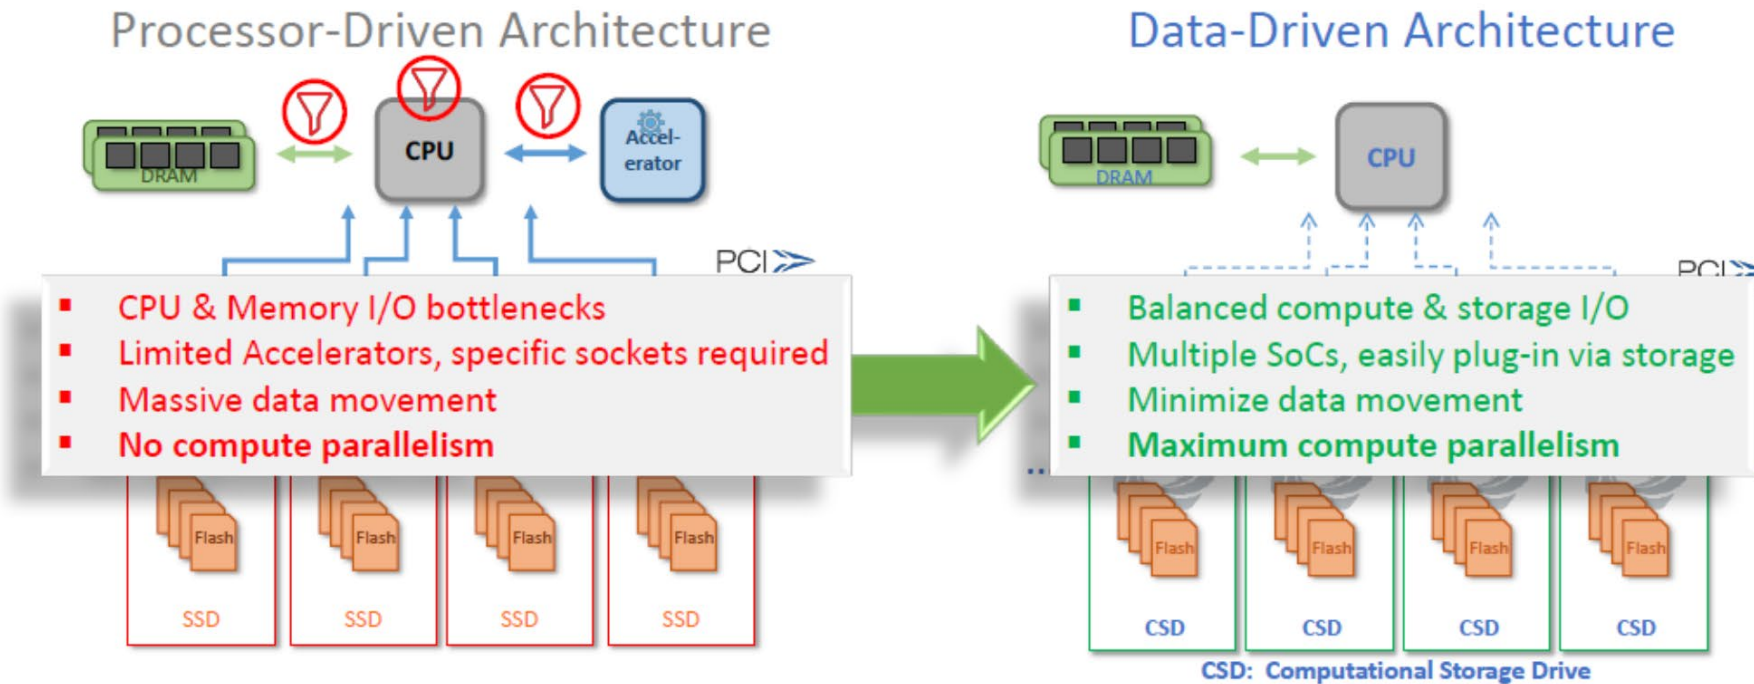 Processor-Driven Architecture
Data-Driven Architecture
DRAM
CPU
Accel-
erator
DRAM
CPU
PCI
PCI
▪ CPU & Memory I/O bottlenecks
▪ Limited Accelerators, specific sockets required
▪ Massive data movement
▪ No compute parallelism
▪ Balanced compute & storage I/O
▪ Multiple SoCs, easily plug-in via storage
▪ Minimize data movement
▪ Maximum compute parallelism
...
Flash
Flash
Flash
Flash
SSD
SSD
SSD
SSD
Flash
Flash
Flash
Flash
CSD
CSD
CSD
CSD
CSD: Computational Storage Drive